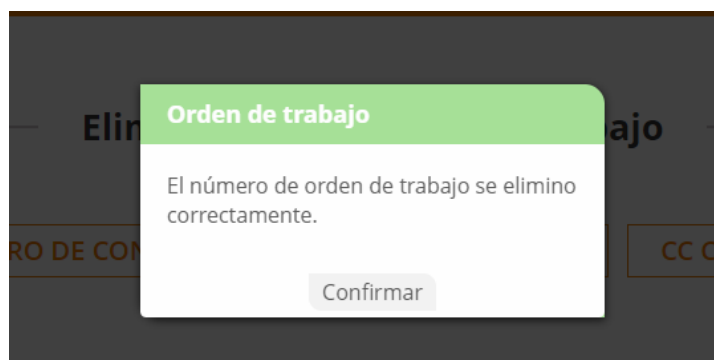 Orden de trabajo
El número de orden de trabajo se elimino
correctamente.
Confirmar